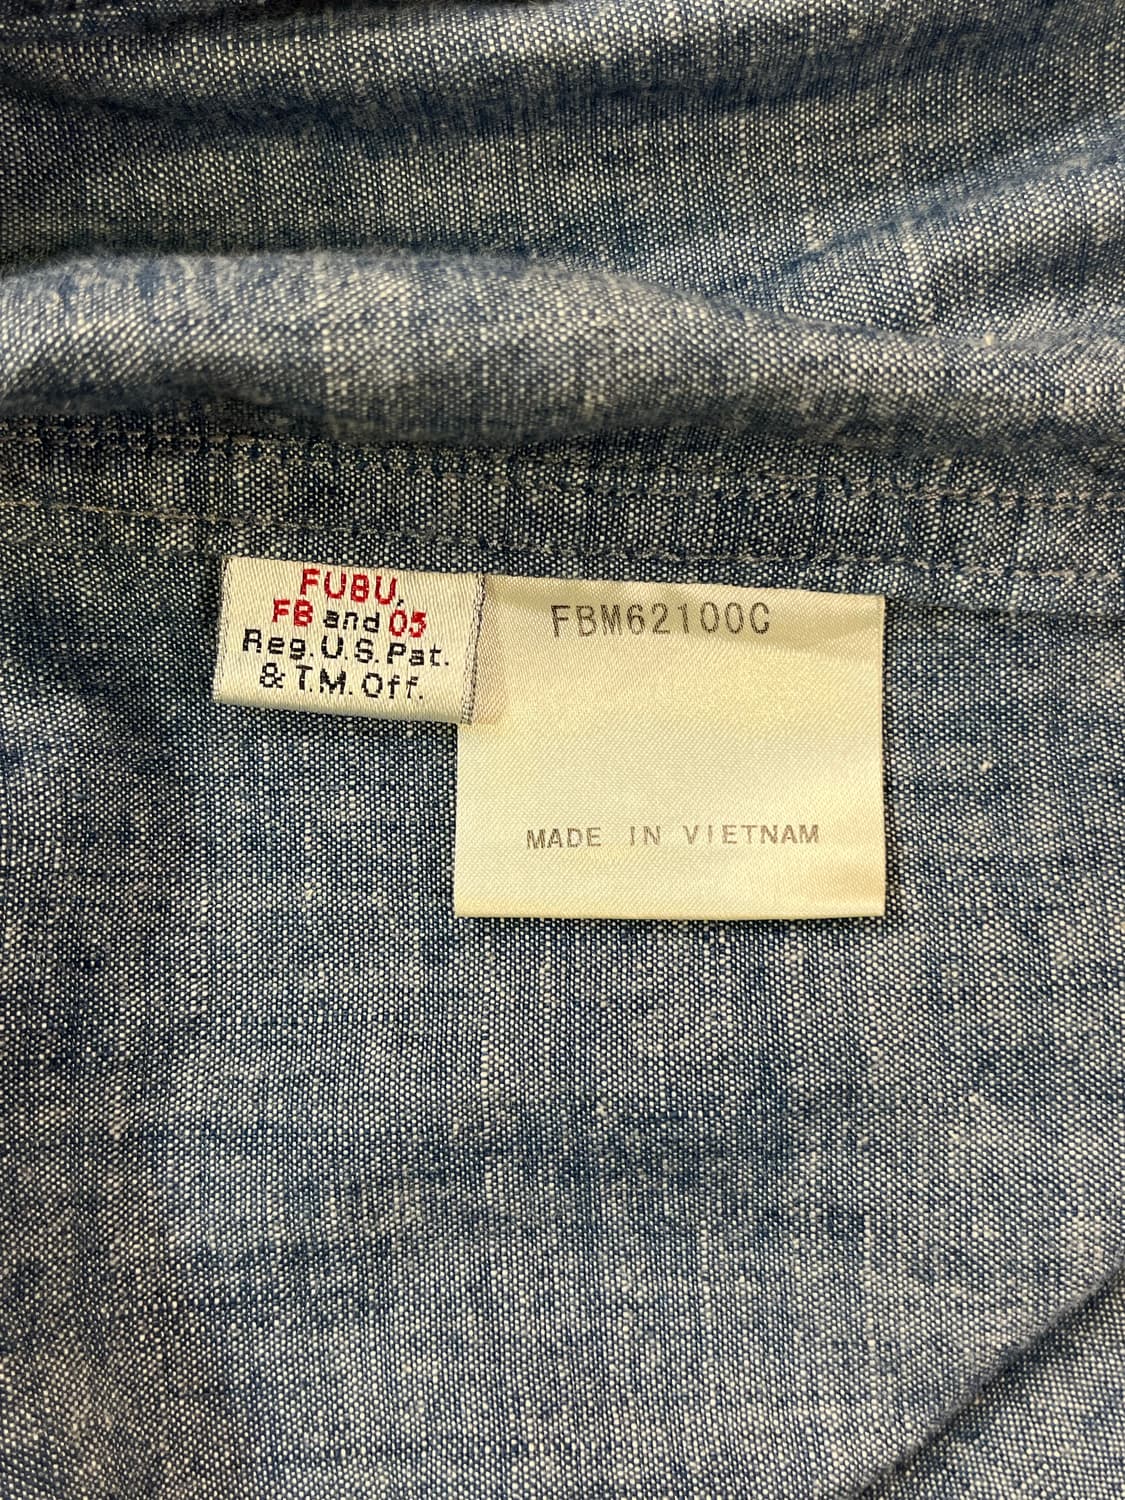 FUBU,
FB and 05
Reg. U.S. Pat.
& T.M. Off.
FBM62100C
MADE IN VIETNAM